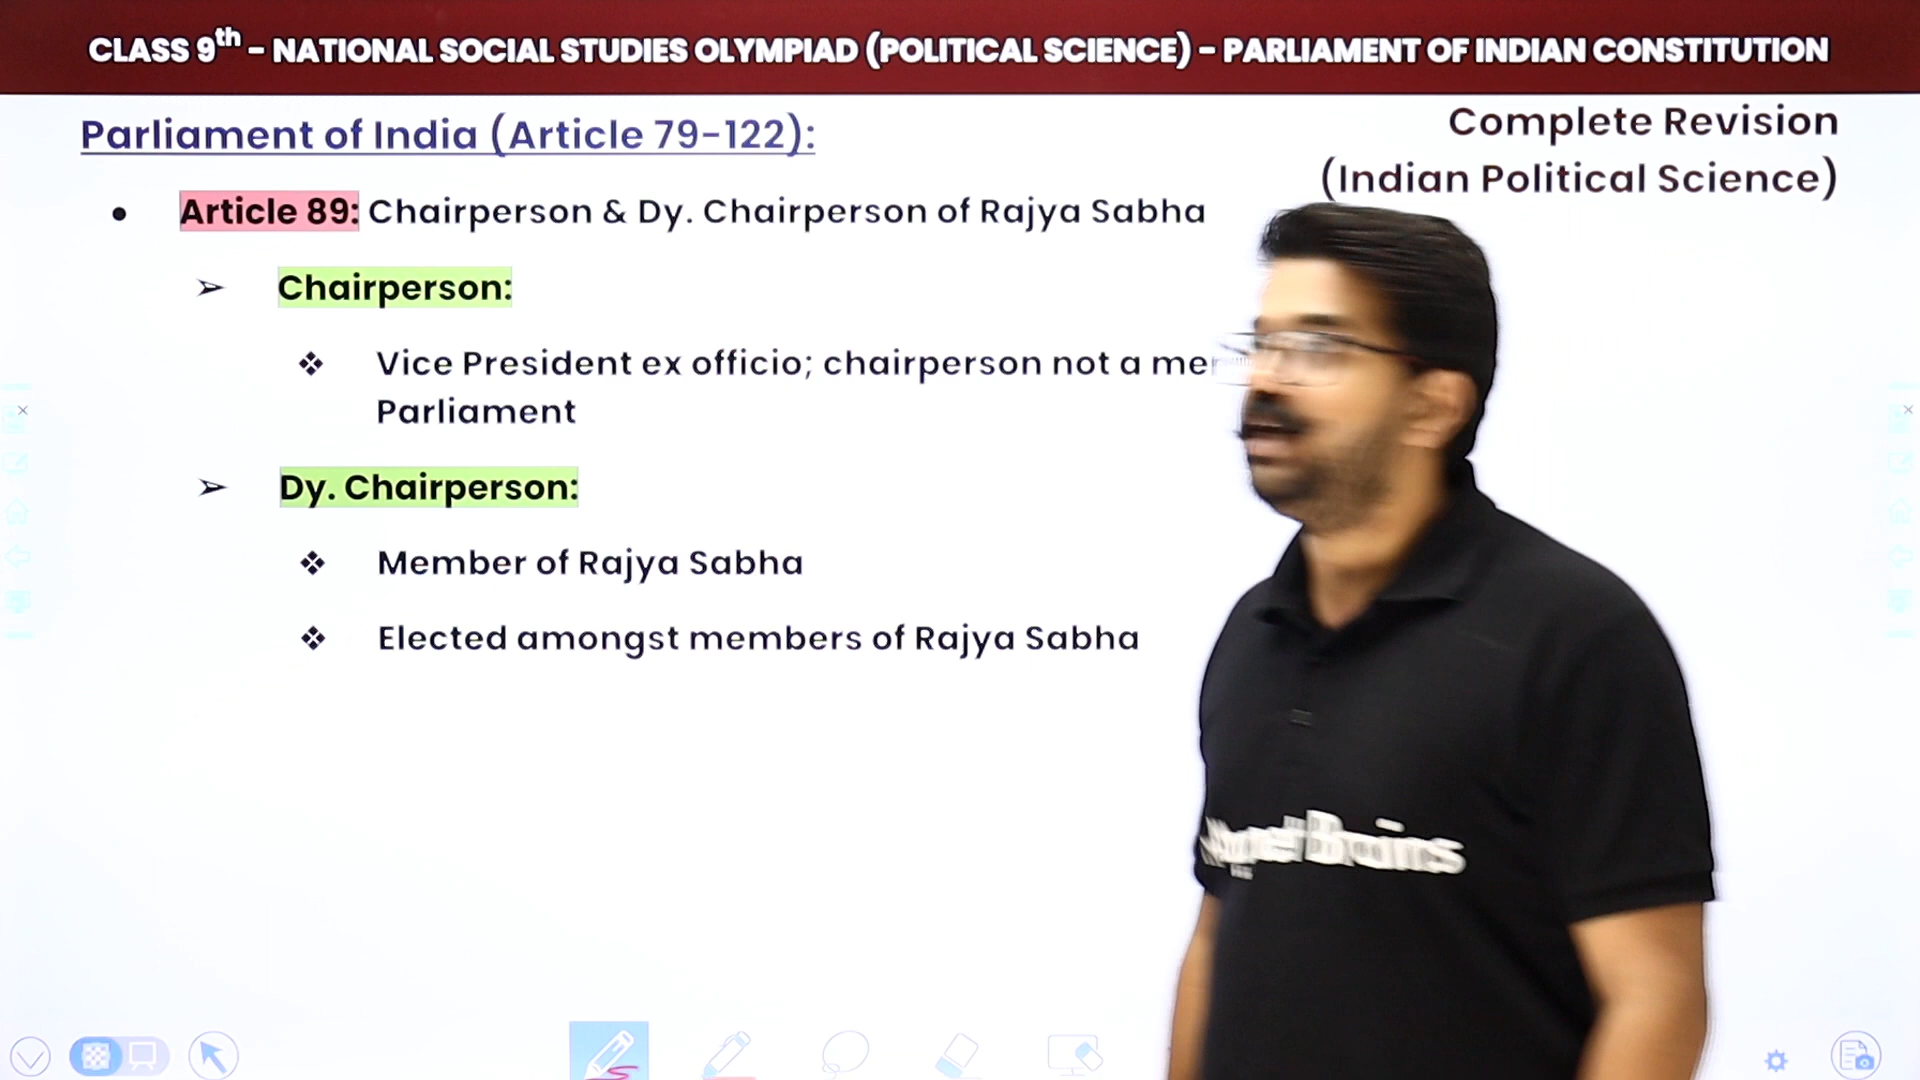 CLASS 9th - NATIONAL SOCIAL STUDIES OLYMPIAD (POLITICAL SCIENCE) - PARLIAMENT OF INDIAN CONSTITUTION
Parliament of India (Article 79-122):
Complete Revision
(Indian Political Science)
• Article 89: Chairperson & Dy. Chairperson of Rajya Sabha
➢ Chairperson:
❖ Vice President ex officio; chairperson not a
Parliament
➢ Dy. Chairperson:
❖ Member of Rajya Sabha
❖ Elected amongst members of Rajya Sabha